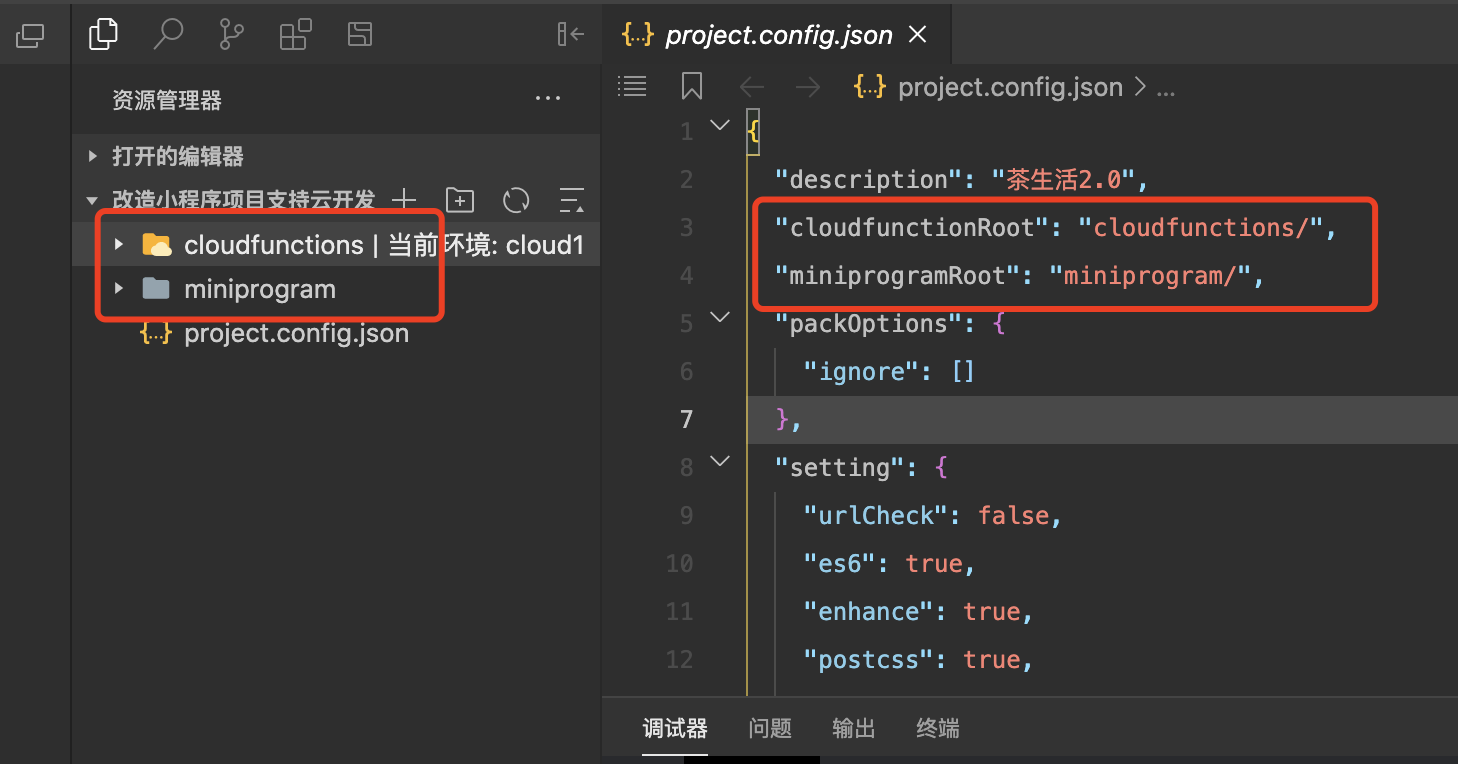 资源管理器
打开的编辑器
改造小程序项目支持云开发
cloudfunctions | 当前环境: cloud1
miniprogram
{...} project.config.json
{...} project.config.json
{...} project.config.json > ...
1 {
2 "description": "茶生活2.0",
3 "cloudfunctionRoot": "cloudfunctions/",
4 "miniprogramRoot": "miniprogram/",
5 "packOptions": {
6 "ignore": []
7 },
8 "setting": {
9 "urlCheck": false,
10 "es6": true,
11 "enhance": true,
12 "postcss": true,
调试器 问题 输出 终端